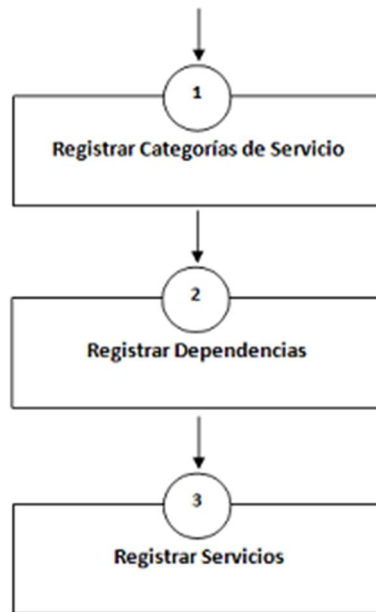 1
Registrar Categorías de Servicio
2
Registrar Dependencias
3
Registrar Servicios